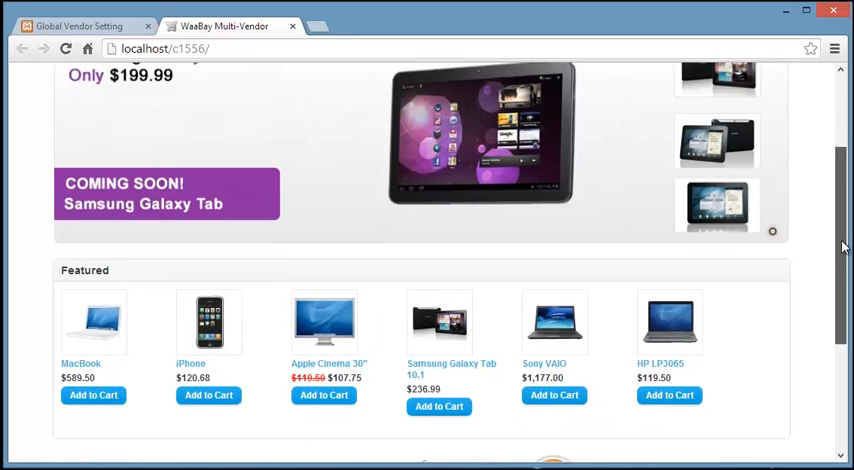 Global Vendor Setting
WaaBay Multi-Vendor
localhost/c1556/
Only $199.99
COMING SOON!
Samsung Galaxy Tab
Featured
MacBook
$589.50
Add to Cart
iPhone
$120.68
Add to Cart
Apple Cinema 30"
$119.50 $107.75
Add to Cart
Samsung Galaxy Tab
10.1
$236.99
Add to Cart
Sony VAIO
$1,177.00
Add to Cart
HP LP3065
$119.50
Add to Cart